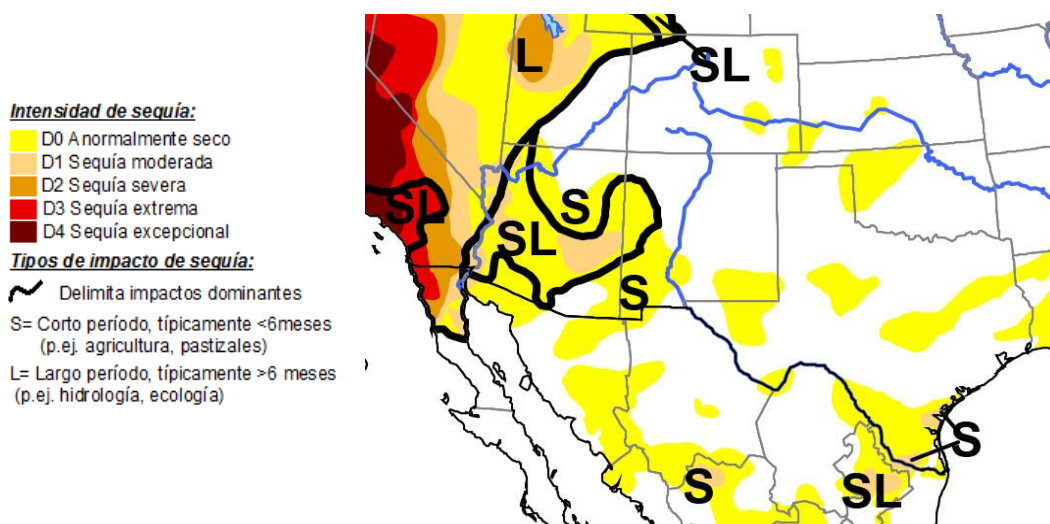 Intensidad de sequía:
D0 Anormalmente seco
D1 Sequía moderada
D2 Sequía severa
D3 Sequía extrema
D4 Sequía excepcional
Tipos de impacto de sequía:
Delimita impactos dominantes
S= Corto período, típicamente <6meses
(p.ej. agricultura, pastizales)
L= Largo período, típicamente >6 meses
(p.ej. hidrología, ecología)
L
SL
SL
S
SL
S
S
S
SL